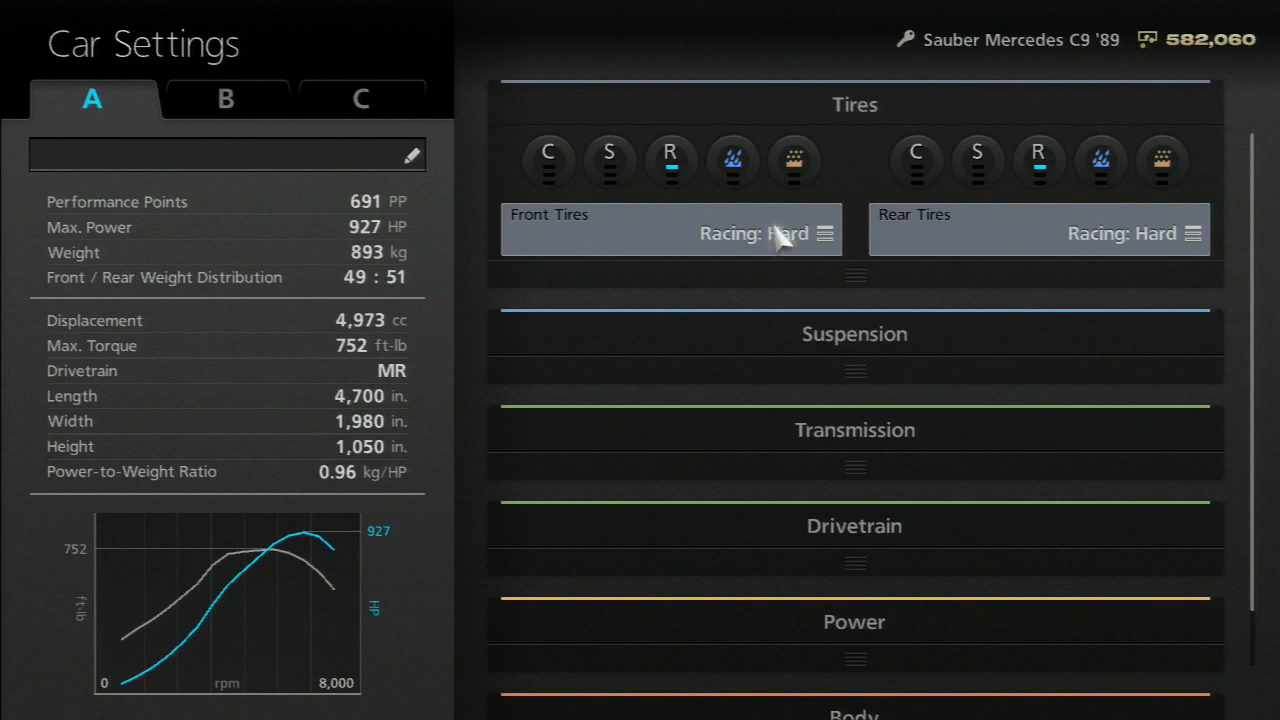 Car Settings
Sauber Mercedes C9 '89 582,060
A B C
Performance Points 691 PP
Max. Power 927 HP
Weight 893 kg
Front / Rear Weight Distribution 49 : 51
Displacement 4,973 cc
Max. Torque 752 ft-lb
Drivetrain MR
Length 4,700 in.
Width 1,980 in.
Height 1,050 in.
Power-to-Weight Ratio 0.96 kg/HP
927
752
ft-lb
HP
0 rpm 8,000
Tires
C S R C S R
Front Tires
Racing: Hard
Rear Tires
Racing: Hard
Suspension
Transmission
Drivetrain
Power
Body